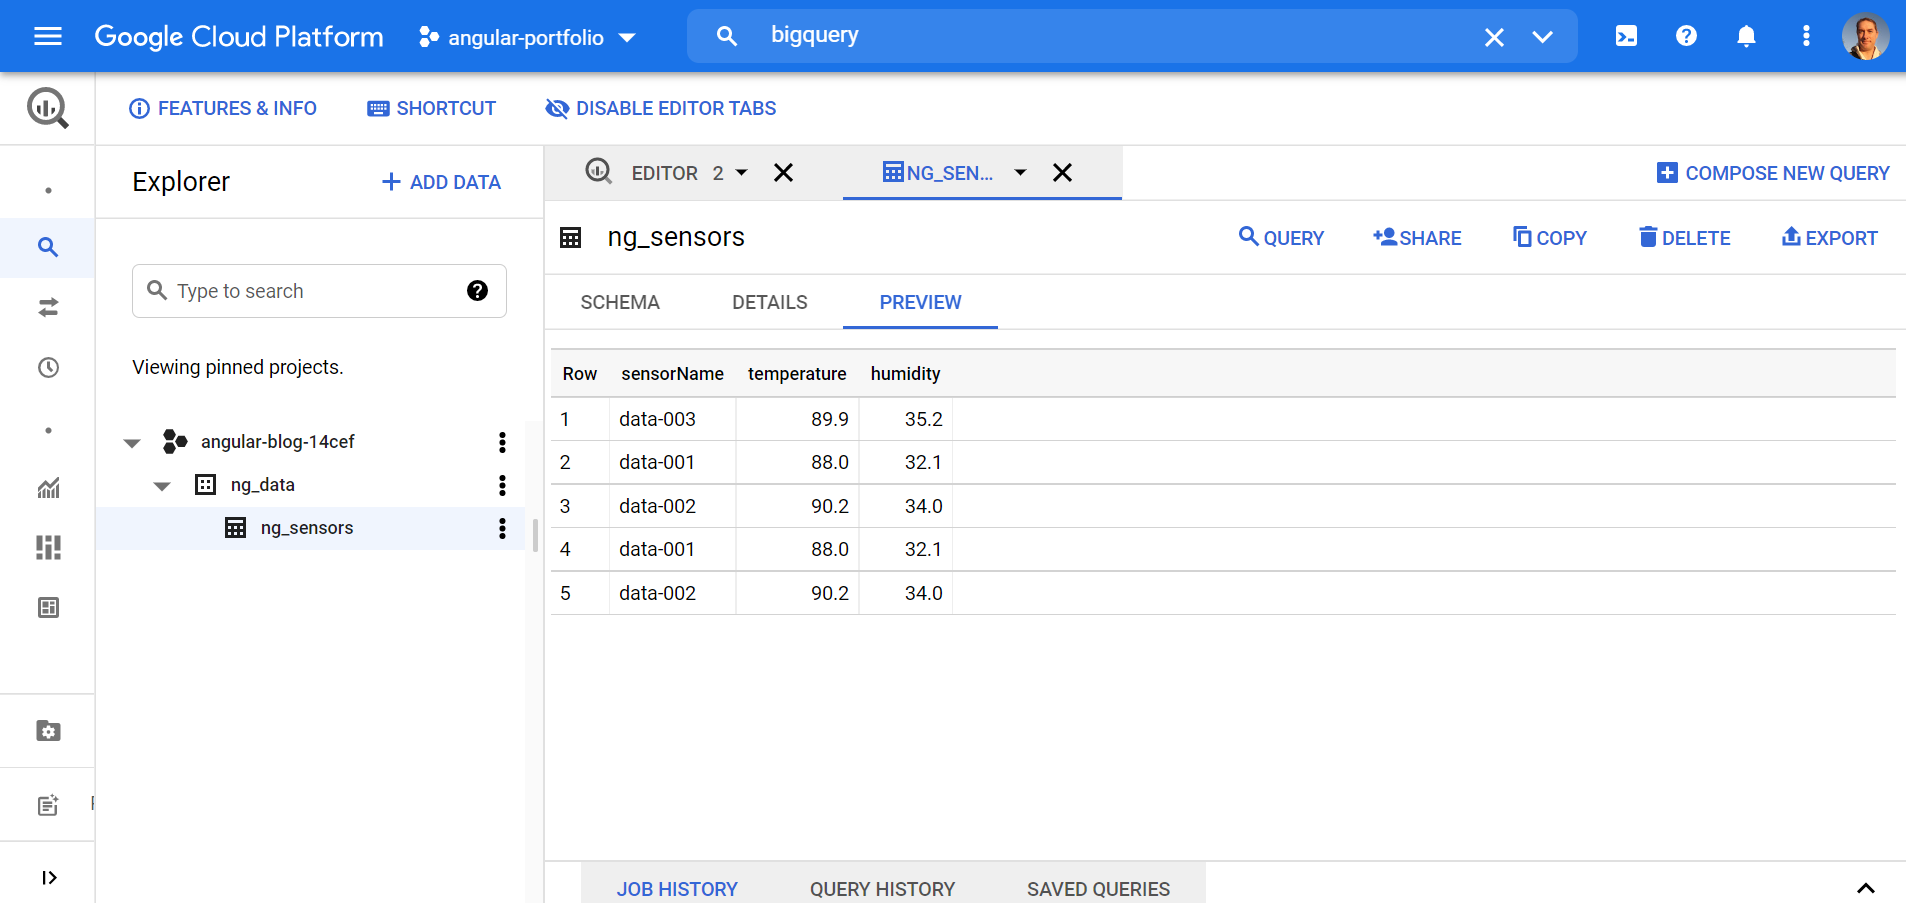 Google Cloud Platform angular-portfolio bigquery
FEATURES & INFO SHORTCUT DISABLE EDITOR TABS
Explorer ADD DATA
EDITOR 2 NG_SEN... COMPOSE NEW QUERY
ng_sensors QUERY SHARE COPY DELETE EXPORT
Type to search
SCHEMA DETAILS PREVIEW
Viewing pinned projects.
angular-blog-14cef
ng_data
ng_sensors
Row sensorName temperature humidity
1 data-003 89.9 35.2
2 data-001 88.0 32.1
3 data-002 90.2 34.0
4 data-001 88.0 32.1
5 data-002 90.2 34.0
JOB HISTORY QUERY HISTORY SAVED QUERIES